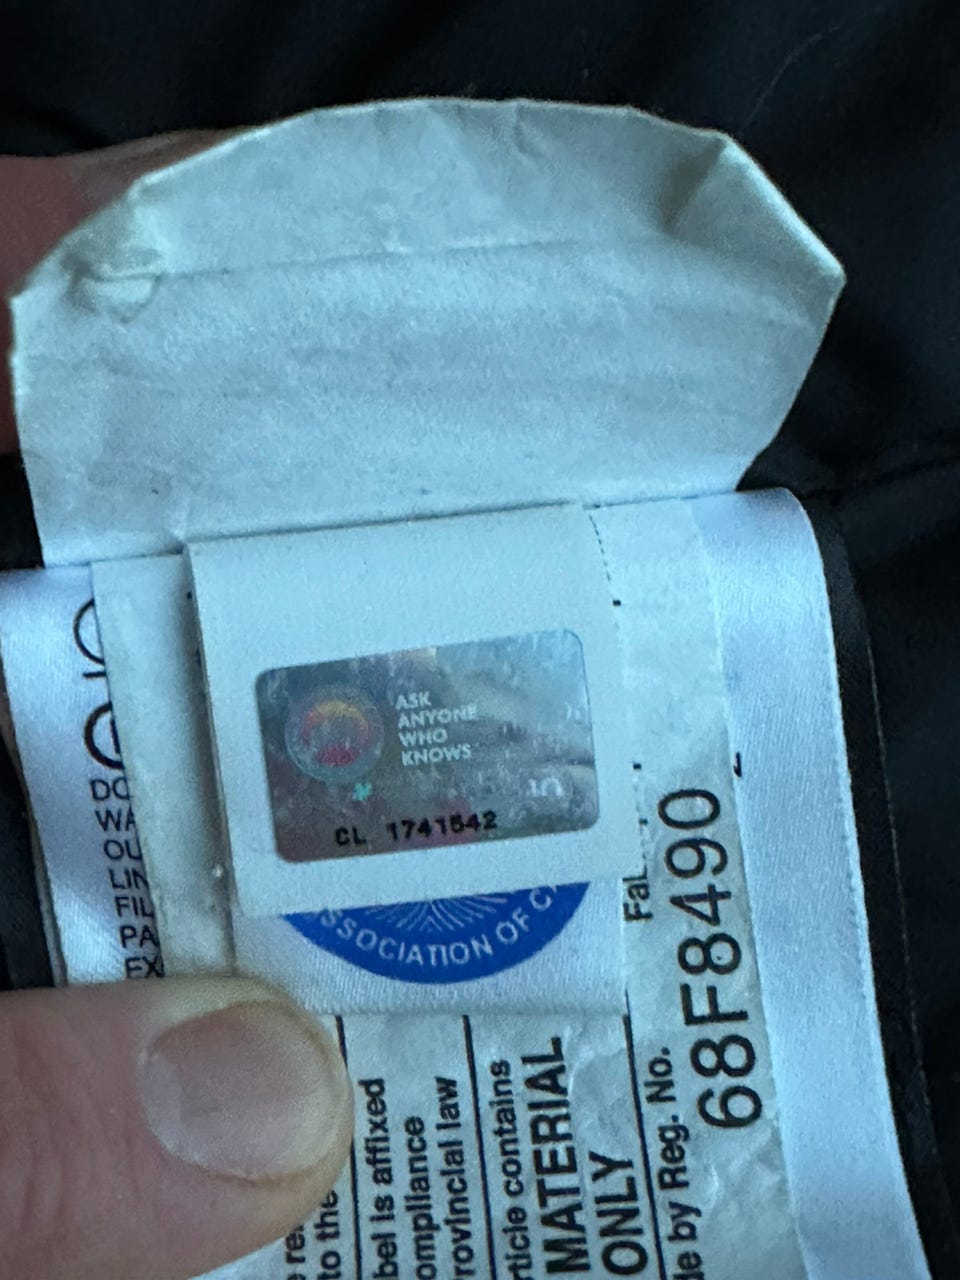 ASK
ANYONE
WHO
KNOWS
CL 1741542
SSOCIATION OF C
DO
WA
OU
LIN
FIL
PA
EX
to the
bel is affixed
ompliance
rovincial law
rticle contains
MATERIAL
ONLY
de by Reg. No.
68F8490